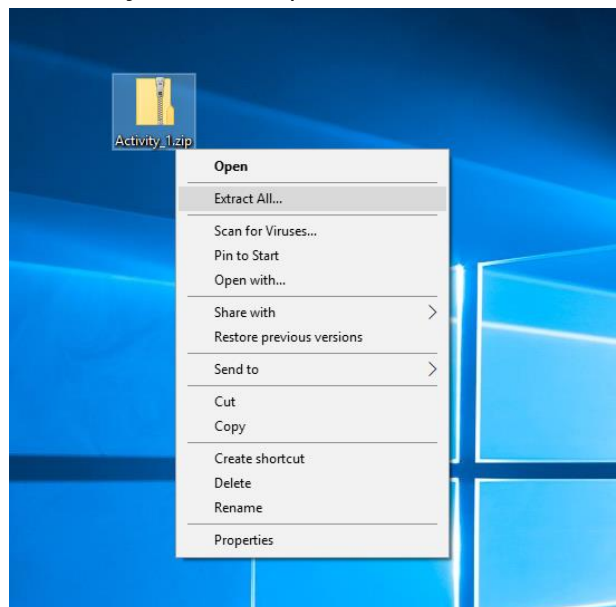 Activity_1.zip
Open
Extract All...
Scan for Viruses...
Pin to Start
Open with...
Share with
Restore previous versions
Send to
Cut
Copy
Create shortcut
Delete
Rename
Properties